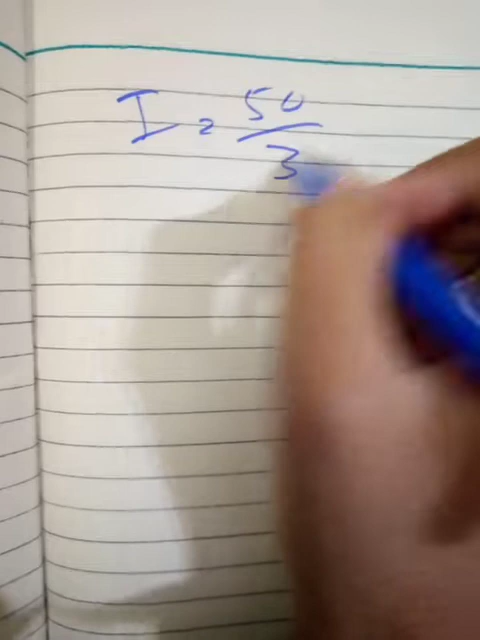 I = 50/3